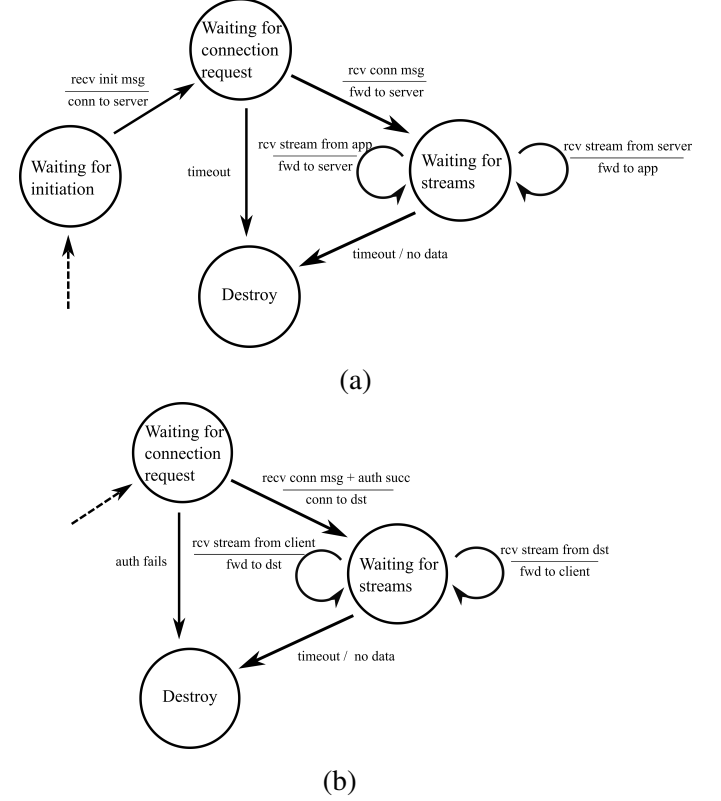 Waiting for
connection
request
recv init msg
conn to server
rcv conn msg
fwd to server
Waiting for
initiation
timeout
rcv stream from app
fwd to server
Waiting for
streams
rcv stream from server
fwd to app
timeout / no data
Destroy
(a)
Waiting for
connection
request
recv conn msg + auth succ
conn to dst
auth fails
rcv stream from client
fwd to dst
Waiting for
streams
rcv stream from dst
fwd to client
timeout / no data
Destroy
(b)